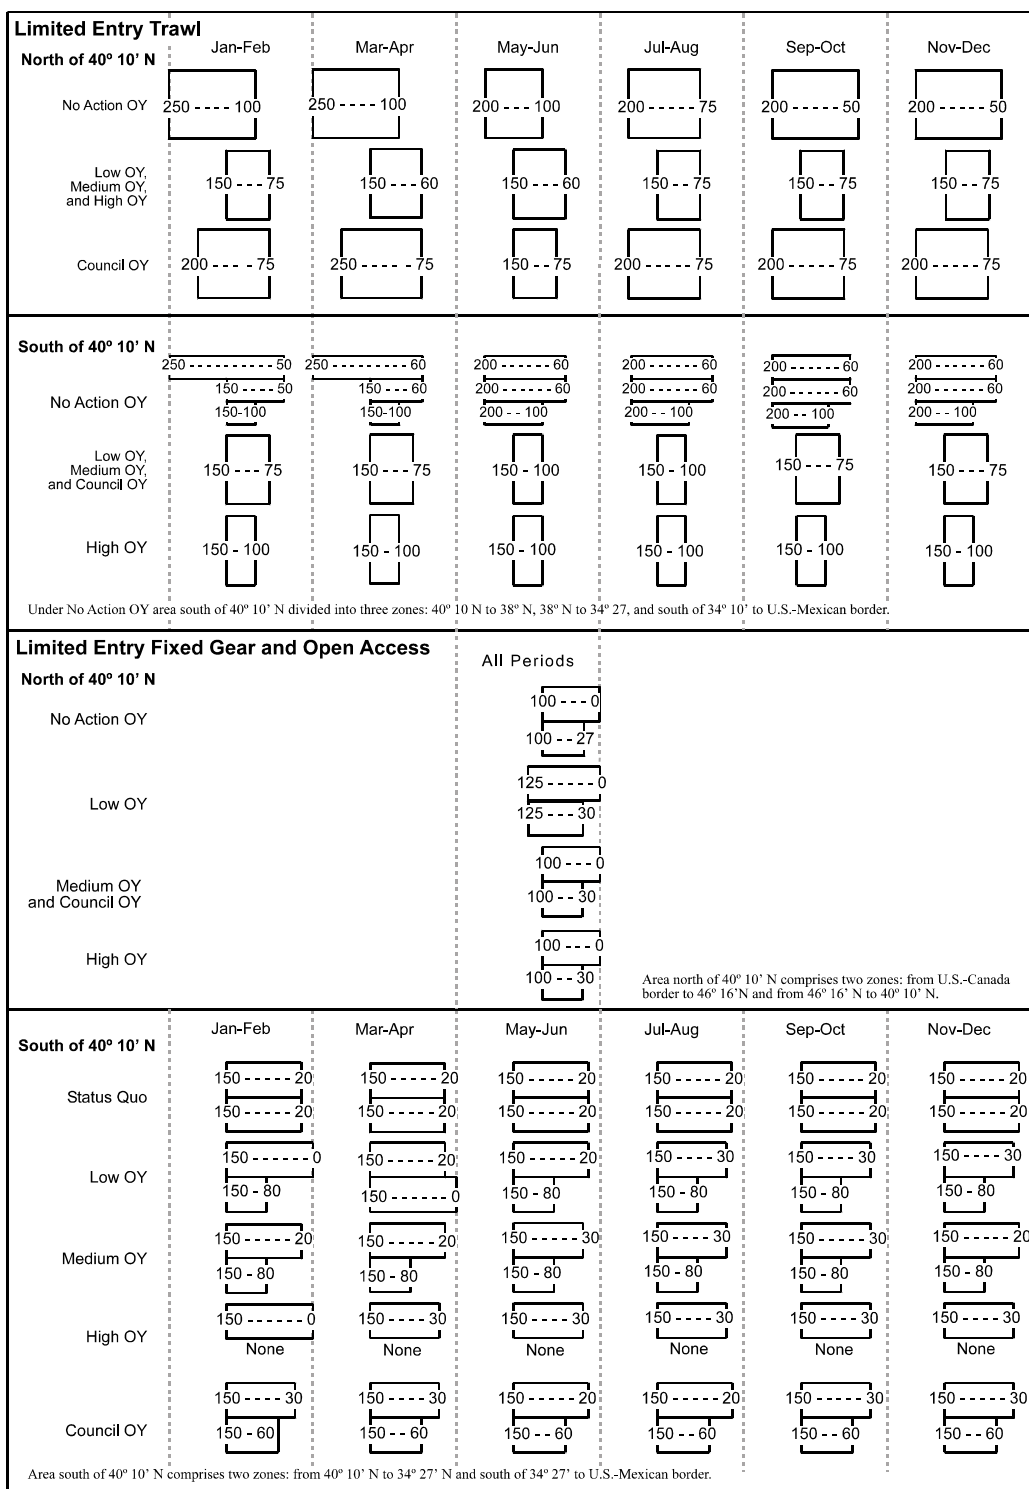 Limited Entry Trawl
Jan-Feb Mar-Apr May-Jun Jul-Aug Sep-Oct Nov-Dec
North of 40º 10' N
No Action OY 250 - - - - 100 250 - - - - 100 200 - - - 100 200 - - - - - 75 200 - - - - - 50 200 - - - - - 50
Low OY,
Medium OY, 150 - - - 75 150 - - - 60 150 - - - 60 150 - - 75 150 - - 75 150 - - 75
and High OY
Council OY 200 - - - - 75 250 - - - - - 75 150 - - 75 200 - - - - - 75 200 - - - - - 75 200 - - - - - 75
South of 40º 10' N
250 - - - - - - - - 50 250 - - - - - - - - 60 200 - - - - - 60 200 - - - - - 60 200 - - - - - 60 200 - - - - - 60
No Action OY 150 - - - - 50 150 - - - 60 200 - - - - - 60 200 - - - - - 60 200 - - - - - 60 200 - - - - - 60
150-100 150-100 200 - - 100 200 - - 100 200 - - 100 200 - - 100
Low OY,
Medium OY, 150 - - - 75 150 - - - 75 150 - 100 150 - 100 150 - - - 75 150 - - - 75
and Council OY
High OY 150 - 100 150 - 100 150 - 100 150 - 100 150 - 100 150 - 100
Under No Action OY area south of 40º 10' N divided into three zones: 40º 10 N to 38º N, 38º N to 34º 27, and south of 34º 10' to U.S.-Mexican border.
Limited Entry Fixed Gear and Open Access
All Periods
North of 40º 10' N
100 - - - 0
No Action OY
100 - - 27
125 - - - - - 0
Low OY
125 - - - 30
100 - - - 0
Medium OY
and Council OY 100 - - 30
100 - - - 0
High OY
100 - - 30
Area north of 40º 10' N comprises two zones: from U.S.-Canada
border to 46º 16'N and from 46º 16' N to 40º 10' N.
Jan-Feb Mar-Apr May-Jun Jul-Aug Sep-Oct Nov-Dec
South of 40º 10' N
150 - - - - - 20 150 - - - - - 20 150 - - - - - 20 150 - - - - - 20 150 - - - - - 20 150 - - - - - 20
Status Quo
150 - - - - - 20 150 - - - - - 20 150 - - - - - 20 150 - - - - - 20 150 - - - - - 20 150 - - - - - 20
150 - - - - - - - 0 150 - - - - - 20 150 - - - - - 20 150 - - - - 30 150 - - - - 30 150 - - - - 30
Low OY
150 - 80 150 - - - - - - 0 150 - 80 150 - 80 150 - 80 150 - 80
150 - - - - - 20 150 - - - - - 20 150 - - - - - 30 150 - - - - 30 150 - - - - 30 150 - - - - - 20
Medium OY
150 - 80 150 - 80 150 - 80 150 - 80 150 - 80 150 - 80
150 - - - - - - 0 150 - - - - 30 150 - - - - - 30 150 - - - - 30 150 - - - - 30 150 - - - - 30
High OY
None None None None None None
150 - - - - 30 150 - - - - 30 150 - - - - - 20 150 - - - - - 20 150 - - - - 30 150 - - - - 30
Council OY 150 - 60 150 - - 60 150 - - 60 150 - - 60 150 - - 60 150 - - 60
Area south of 40º 10' N comprises two zones: from 40º 10' N to 34º 27' N and south of 34º 27' to U.S.-Mexican border.